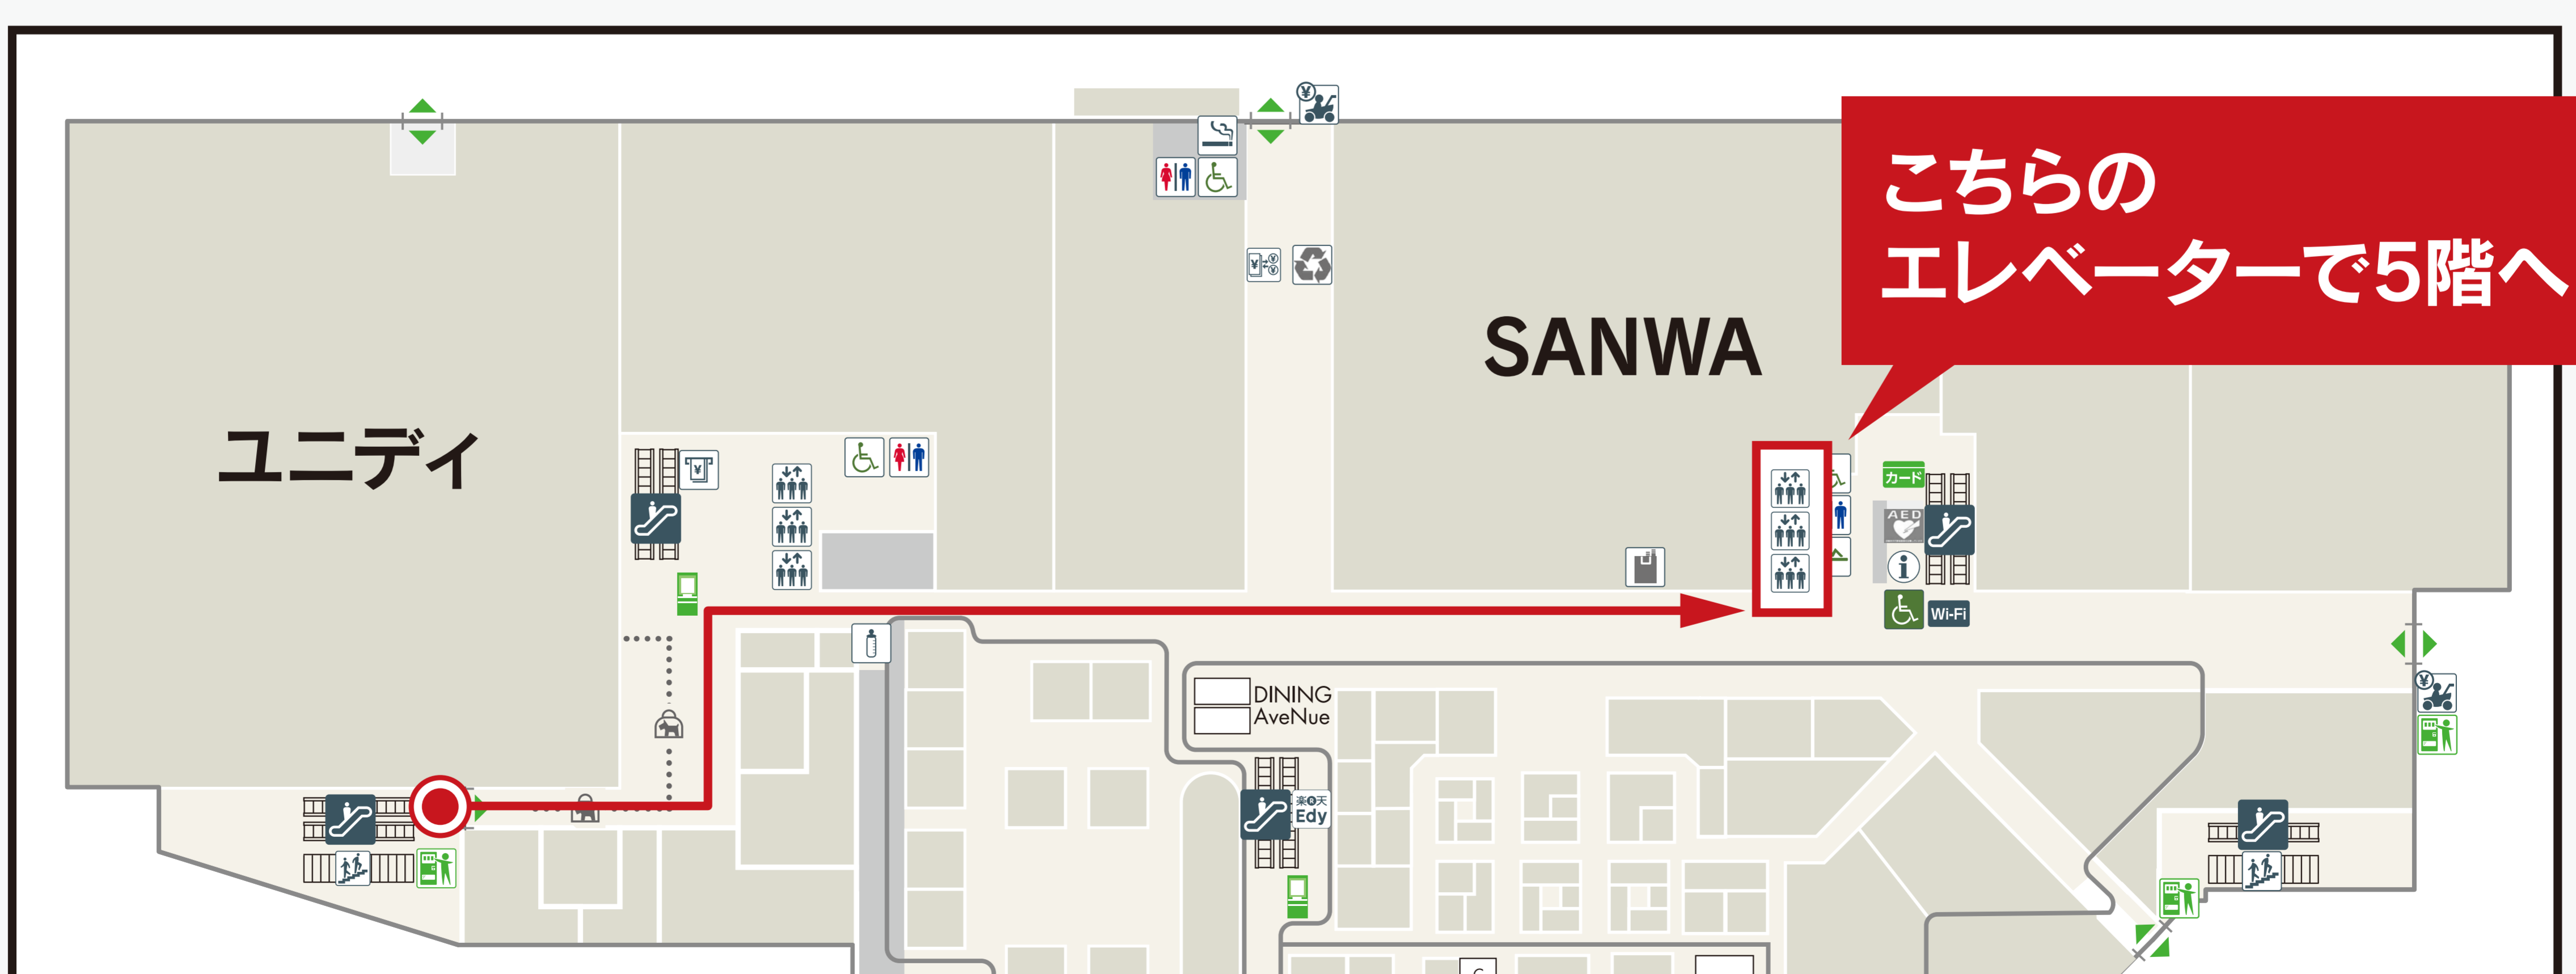 こちらの
エレベーターで5階へ
SANWA
ユニディ
カード
AED
Wi-Fi
DINING
AveNue
楽天
Edy